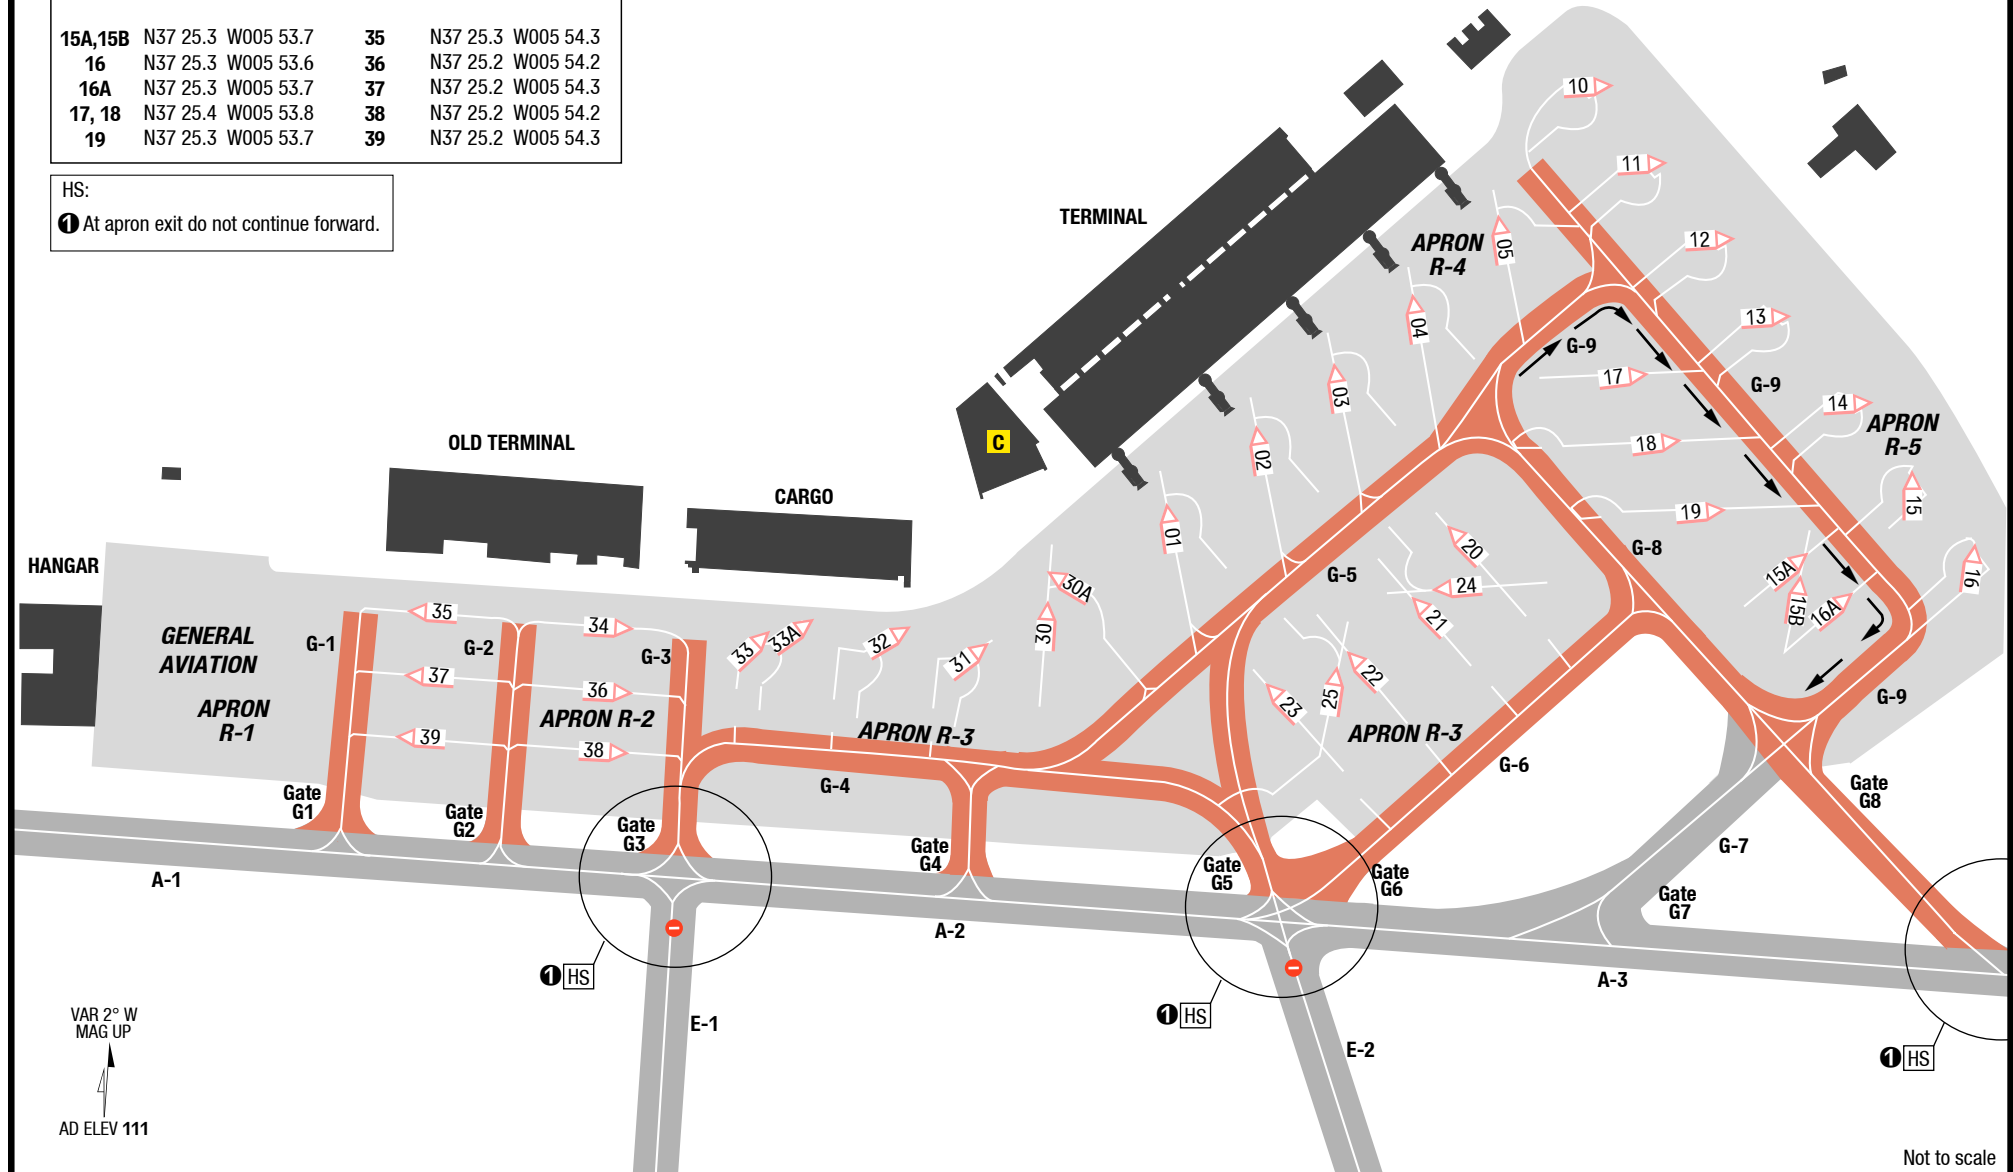 15A,15B N37 25.3 W005 53.7 35 N37 25.3 W005 54.3
16 N37 25.3 W005 53.6 36 N37 25.2 W005 54.2
16A N37 25.3 W005 53.7 37 N37 25.2 W005 54.3
17, 18 N37 25.4 W005 53.8 38 N37 25.2 W005 54.2
19 N37 25.3 W005 53.7 39 N37 25.2 W005 54.3
HS:
1 At apron exit do not continue forward.
TERMINAL
APRON
R-4
10
11
12
13
14
15
16
05
04
03
02
01
G-9
17
18
19
G-9
APRON
R-5
15A
15B
16A
G-9
C
OLD TERMINAL
CARGO
HANGAR
GENERAL
AVIATION
APRON
R-1
G-1
35
G-2
34
G-3
37
36
39
38
APRON R-2
33
33A
32
31
30
30A
APRON R-3
G-4
G-5
G-8
20
24
21
22
23
25
APRON R-3
G-6
Gate
G1
Gate
G2
Gate
G3
Gate
G4
Gate
G5
Gate
G6
G-7
Gate
G7
Gate
G8
A-1
A-2
A-3
1 HS
1 HS
1 HS
E-1
E-2
VAR 2° W
MAG UP
AD ELEV 111
Not to scale